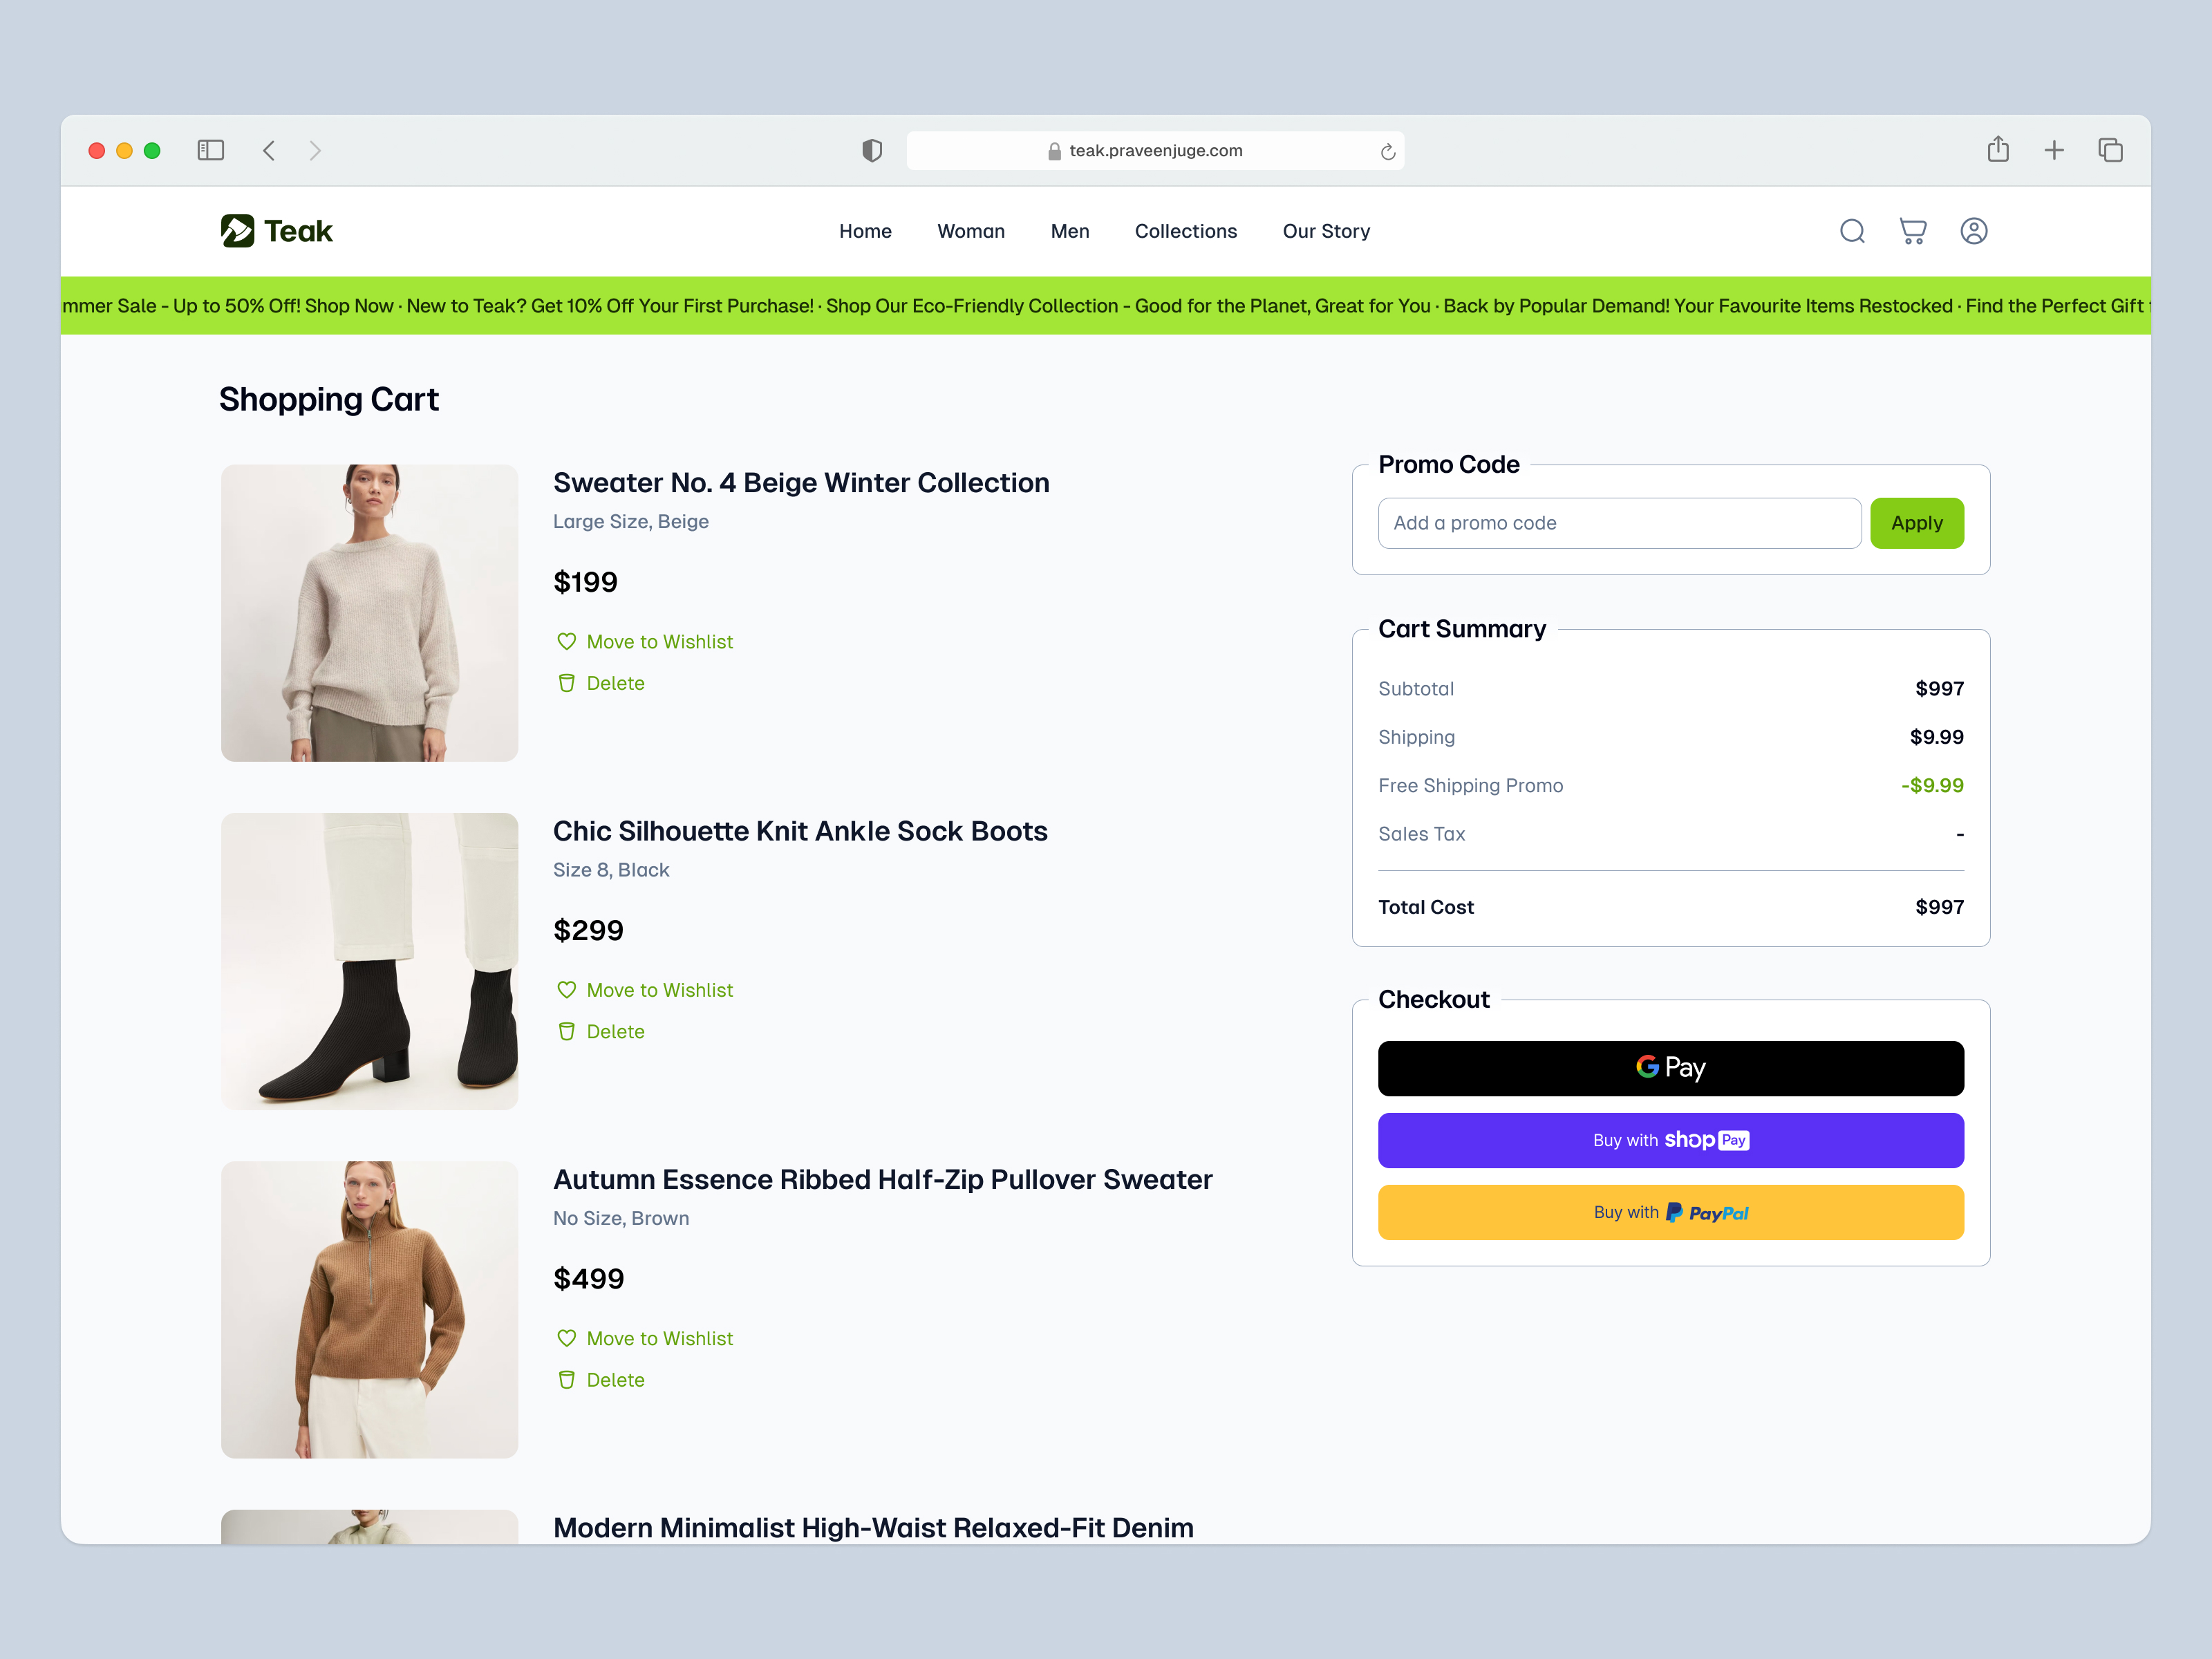 teak.praveenjuge.com
Teak
Home
Woman
Men
Collections
Our Story
mmer Sale - Up to 50% Off! Shop Now · New to Teak? Get 10% Off Your First Purchase! · Shop Our Eco-Friendly Collection - Good for the Planet, Great for You · Back by Popular Demand! Your Favourite Items Restocked · Find the Perfect Gift
Shopping Cart
Sweater No. 4 Beige Winter Collection
Large Size, Beige
$199
Move to Wishlist
Delete
Chic Silhouette Knit Ankle Sock Boots
Size 8, Black
$299
Move to Wishlist
Delete
Autumn Essence Ribbed Half-Zip Pullover Sweater
No Size, Brown
$499
Move to Wishlist
Delete
Modern Minimalist High-Waist Relaxed-Fit Denim
Promo Code
Add a promo code
Apply
Cart Summary
Subtotal $997
Shipping $9.99
Free Shipping Promo -$9.99
Sales Tax -
Total Cost $997
Checkout
G Pay
Buy with shop Pay
Buy with PayPal